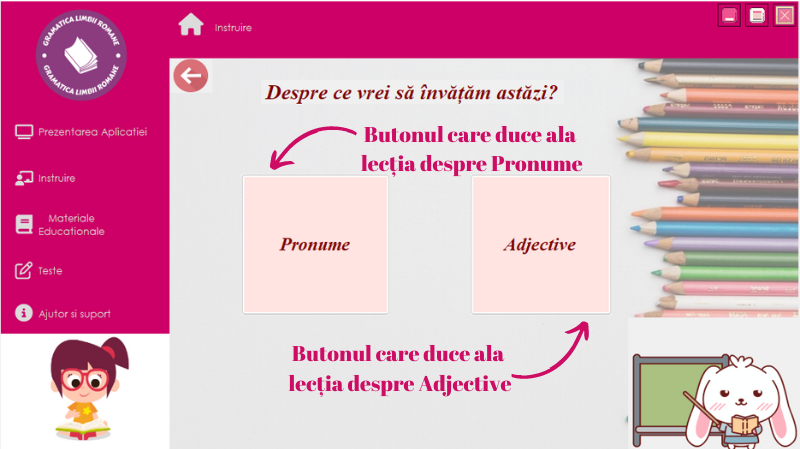 GRAMATICA LIMBII ROMANE
GRAMATICA LIMBII ROMANE
Instruire
Prezentarea Aplicatiei
Instruire
Materiale
Educationale
Teste
Ajutor si suport
Despre ce vrei să învățăm astăzi?
Butonul care duce ala
lecția despre Pronume
Pronume
Adjective
Butonul care duce ala
lecția despre Adjective